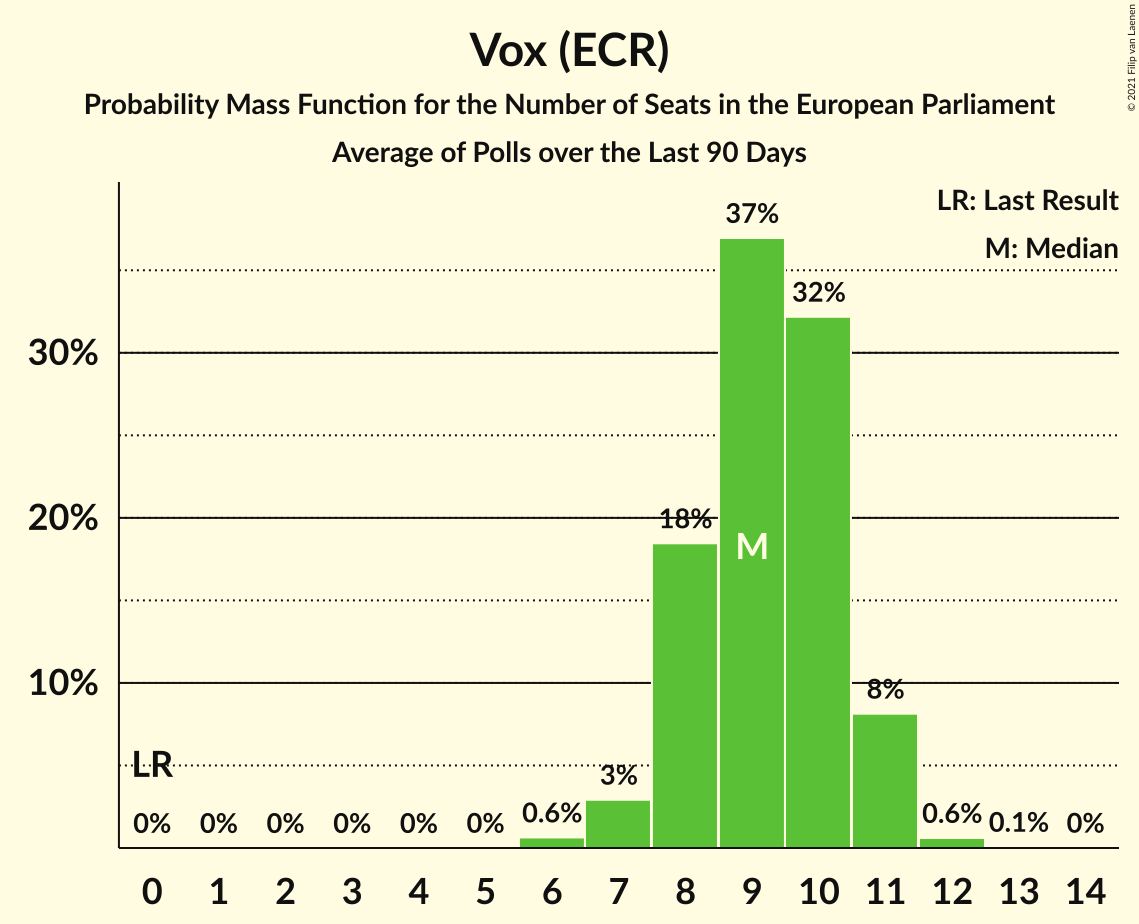 Vox (ECR)
Probability Mass Function for the Number of Seats in the European Parliament
Average of Polls over the Last 90 Days
© 2021 Filip van Laenen
LR: Last Result
M: Median
37%
32%
30%
20%
18%
M
10%
8%
LR
3%
0% 0% 0% 0% 0% 0% 0.6% 0.6% 0.1% 0%
0 1 2 3 4 5 6 7 8 9 10 11 12 13 14